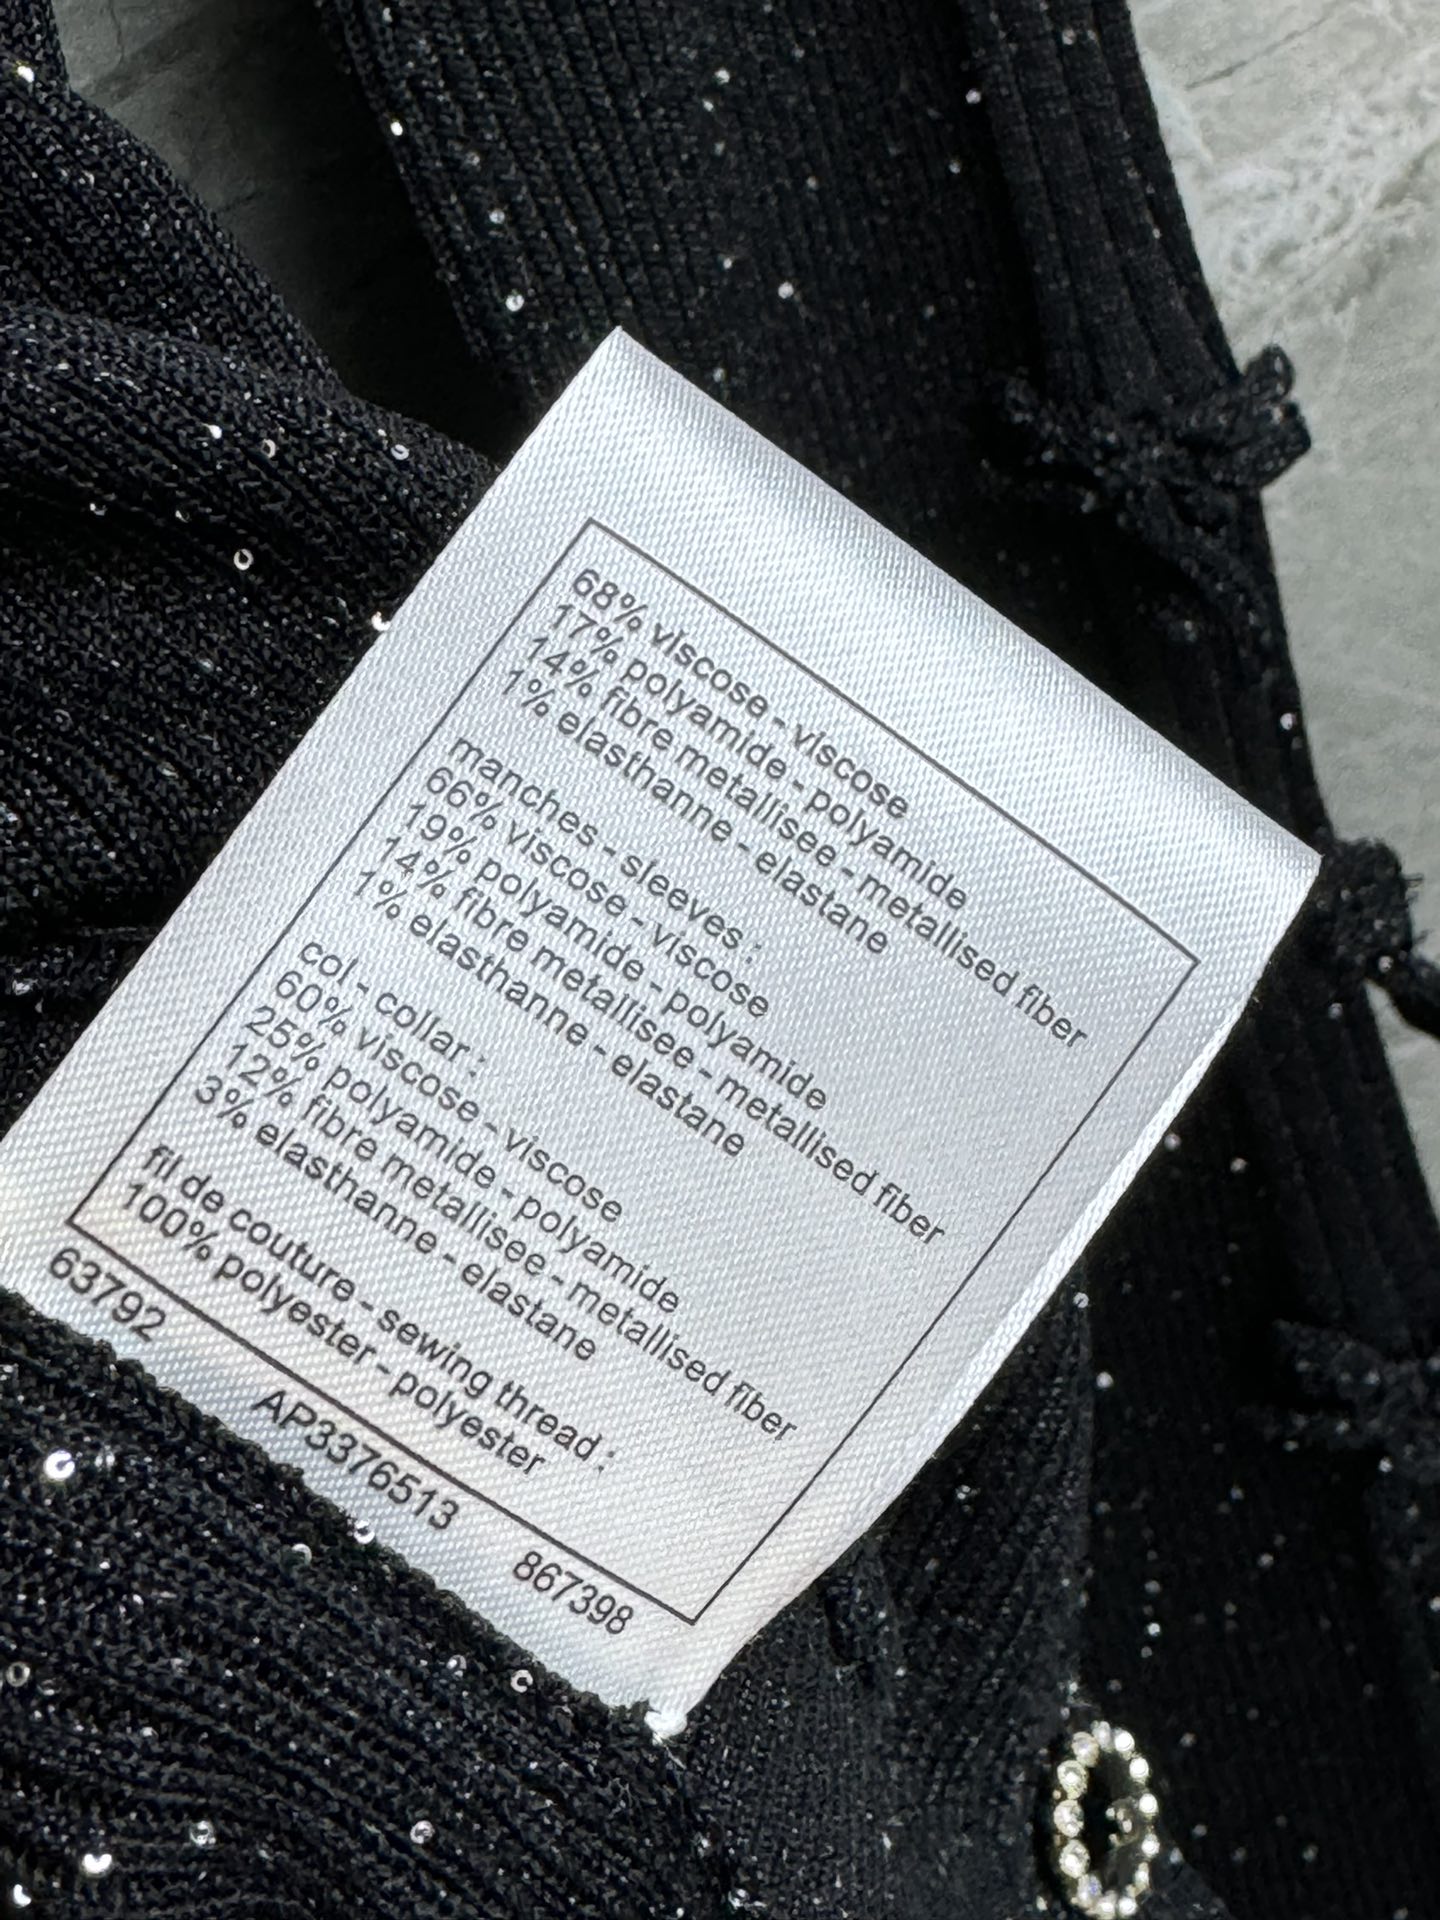 68% viscose - viscose
17% polyamide - polyamide
14% fibre metallisee - metallised fiber
1% elasthanne - elastane
manches - sleeves :
66% viscose - viscose
19% polyamide - polyamide
14% fibre metallisee - metallised fiber
1% elasthanne - elastane
col - collar :
60% viscose - viscose
25% polyamide - polyamide
12% fibre metallisee - metallised fiber
3% elasthanne - elastane
fil de couture - sewing thread :
100% polyester - polyester
63792 AP3376513 867398